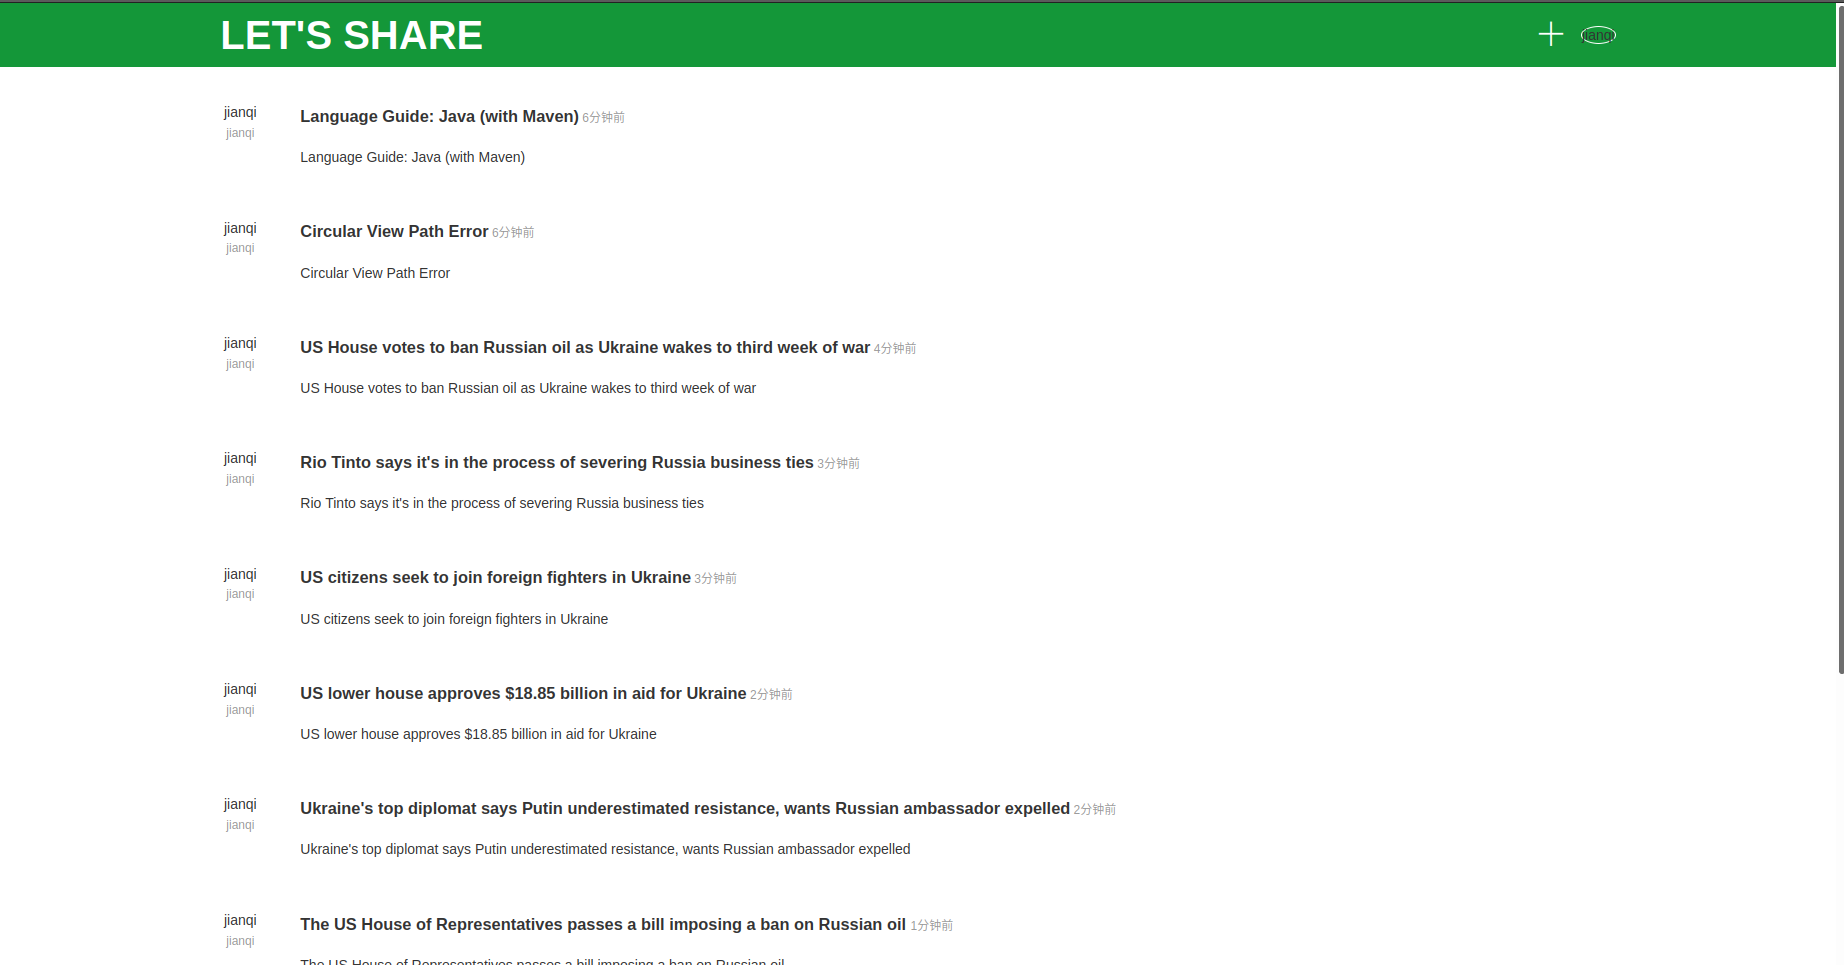 LET'S SHARE
jianqi
jianqi
Language Guide: Java (with Maven) 6分钟前
jianqi
Language Guide: Java (with Maven)
jianqi
Circular View Path Error 6分钟前
jianqi
Circular View Path Error
jianqi
US House votes to ban Russian oil as Ukraine wakes to third week of war 4分钟前
jianqi
US House votes to ban Russian oil as Ukraine wakes to third week of war
jianqi
Rio Tinto says it's in the process of severing Russia business ties 3分钟前
jianqi
Rio Tinto says it's in the process of severing Russia business ties
jianqi
US citizens seek to join foreign fighters in Ukraine 3分钟前
jianqi
US citizens seek to join foreign fighters in Ukraine
jianqi
US lower house approves $18.85 billion in aid for Ukraine 2分钟前
jianqi
US lower house approves $18.85 billion in aid for Ukraine
jianqi
Ukraine's top diplomat says Putin underestimated resistance, wants Russian ambassador expelled 2分钟前
jianqi
Ukraine's top diplomat says Putin underestimated resistance, wants Russian ambassador expelled
jianqi
The US House of Representatives passes a bill imposing a ban on Russian oil 1分钟前
jianqi
The US House of Representatives passes a bill imposing a ban on Russian oil